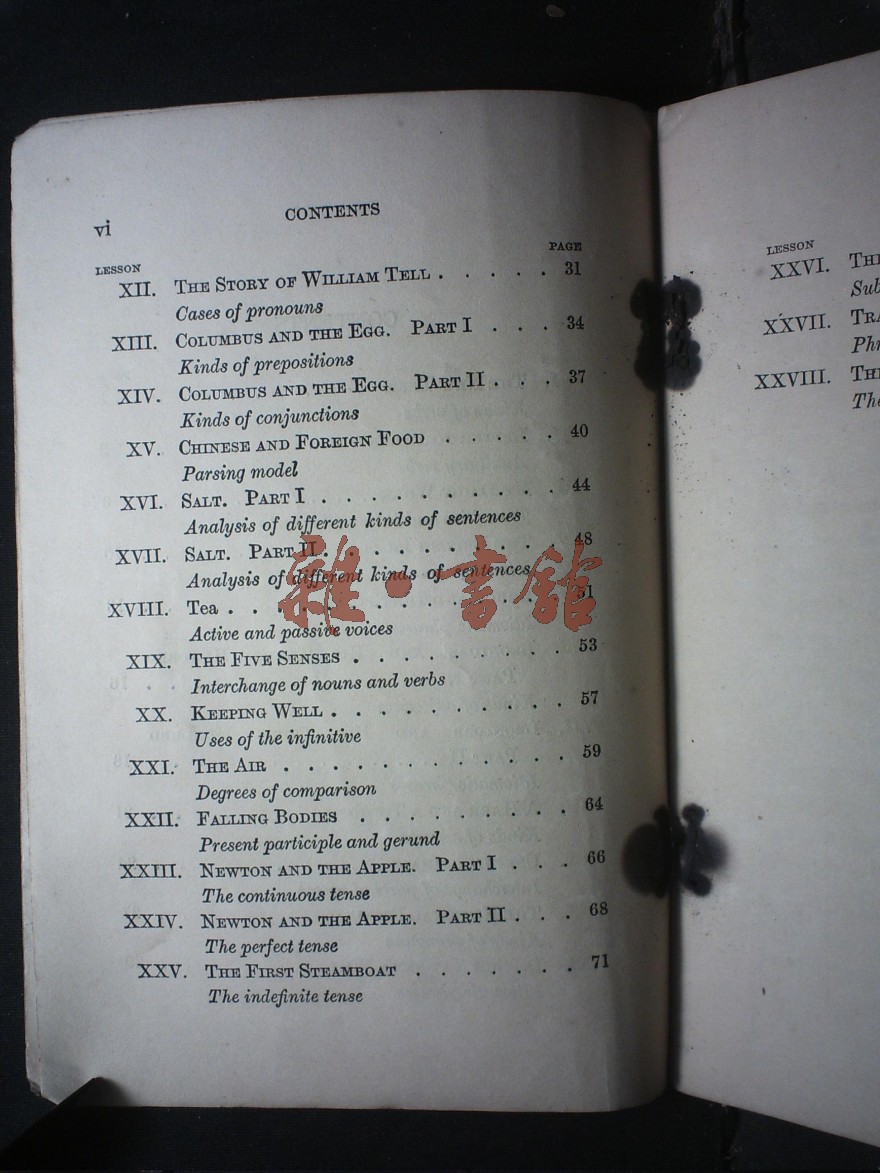 vi
CONTENTS
LESSON PAGE
XII. THE STORY OF WILLIAM TELL . . . . . 31
Cases of pronouns
XIII. COLUMBUS AND THE EGG. PART I . . . 34
Kinds of prepositions
XIV. COLUMBUS AND THE EGG. PART II . . . 37
Kinds of conjunctions
XV. CHINESE AND FOREIGN FOOD . . . . . 40
Parsing model
XVI. SALT. PART I . . . . . . . . . . 44
Analysis of different kinds of sentences
XVII. SALT. PART II . . . . . . . . . . 48
Analysis of different kinds of sentences
XVIII. Tea . . . . . . . . . . . . . 51
Active and passive voices
XIX. THE FIVE SENSES . . . . . . . . . 53
Interchange of nouns and verbs
XX. KEEPING WELL . . . . . . . . . . 57
Uses of the infinitive
XXI. THE AIR . . . . . . . . . . . . 59
Degrees of comparison
XXII. FALLING BODIES . . . . . . . . . 64
Present participle and gerund
XXIII. NEWTON AND THE APPLE. PART I . . . 66
The continuous tense
XXIV. NEWTON AND THE APPLE. PART II . . . 68
The perfect tense
XXV. THE FIRST STEAMBOAT . . . . . . . 71
The indefinite tense
雜·書館
LESSON
XXVI.
XXVII.
XXVIII.